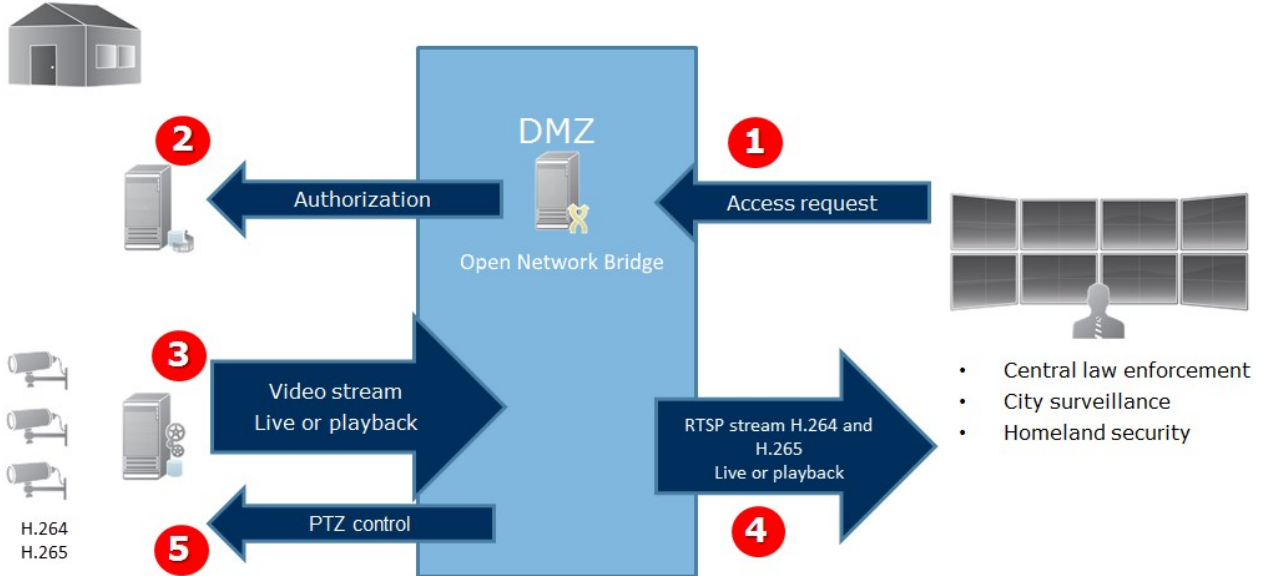 DMZ
1
2
Authorization
Access request
Open Network Bridge
3
Video stream
Live or playback
RTSP stream H.264 and
H.265
Live or playback
• Central law enforcement
• City surveillance
• Homeland security
H.264
H.265
5
PTZ control
4